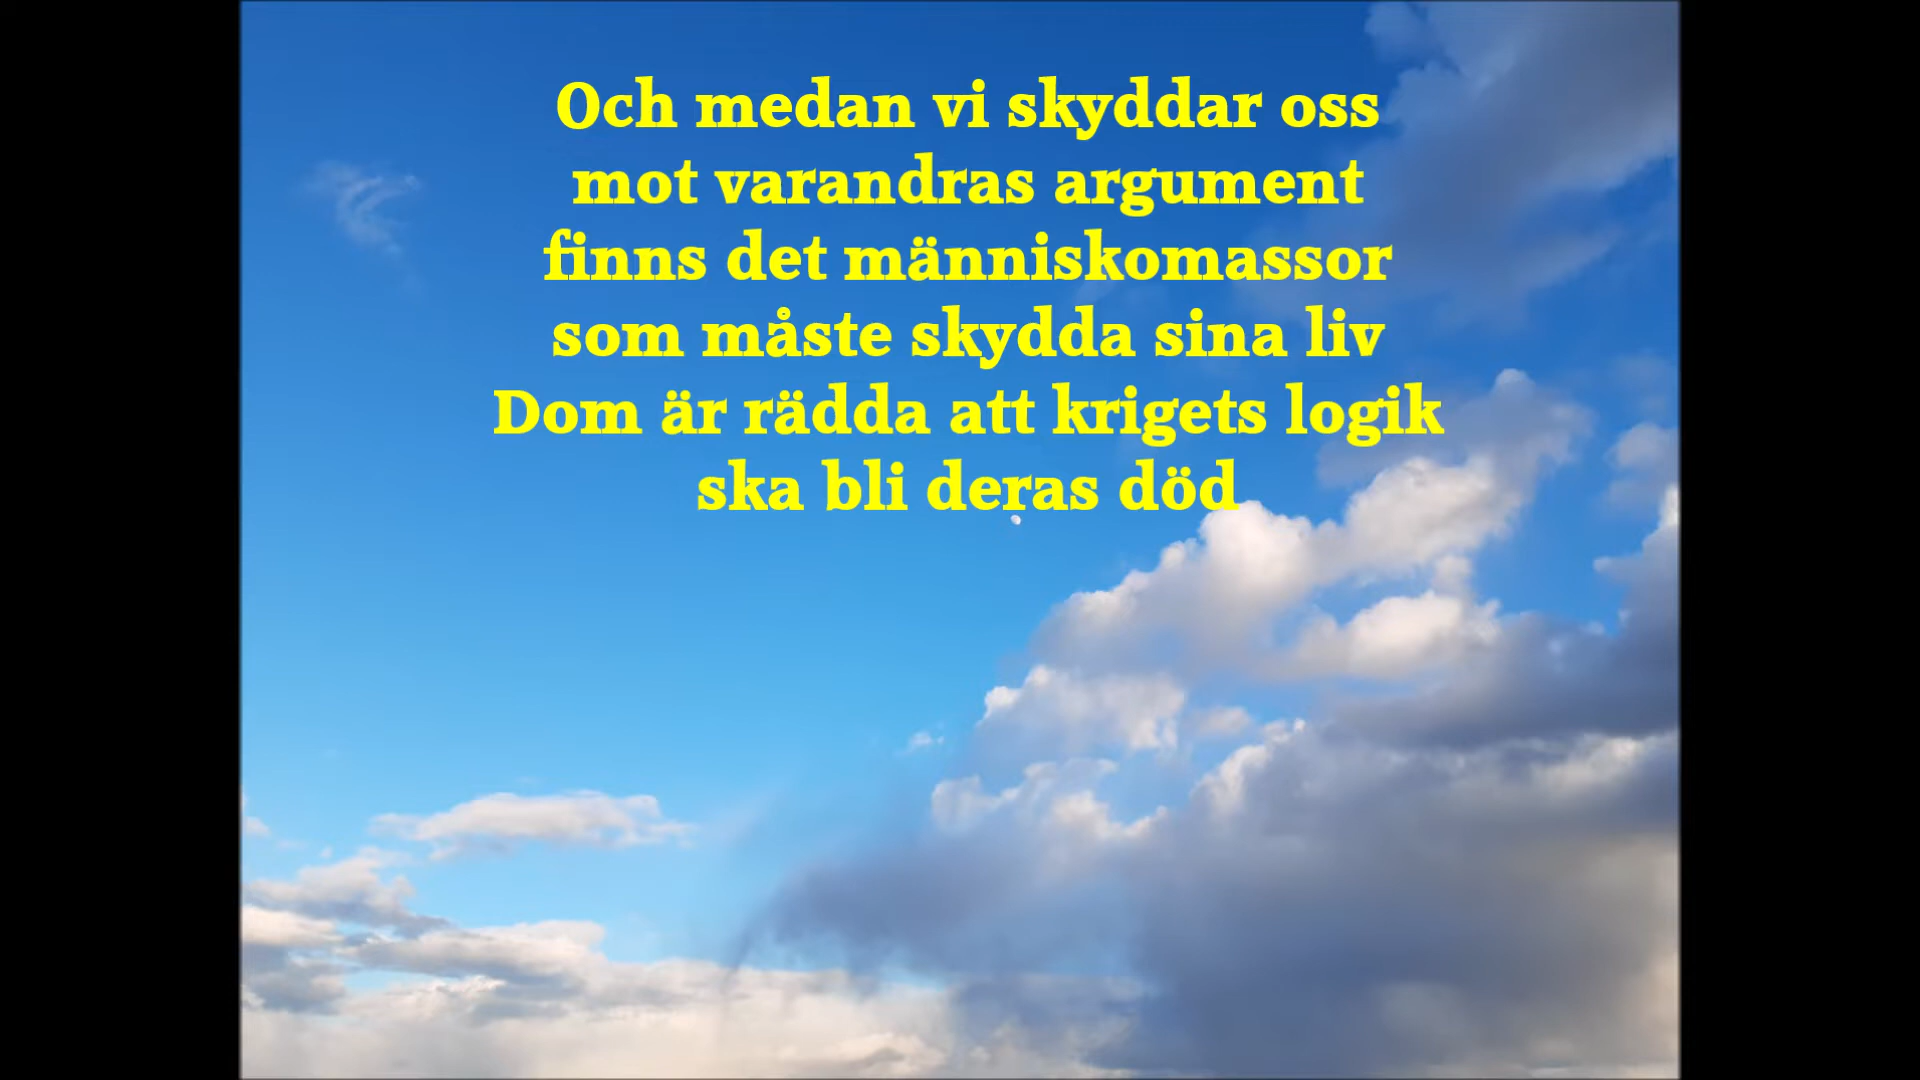 Och medan vi skyddar oss
mot varandras argument
finns det människomassor
som måste skydda sina liv
Dom är rädda att krigets logik
ska bli deras död